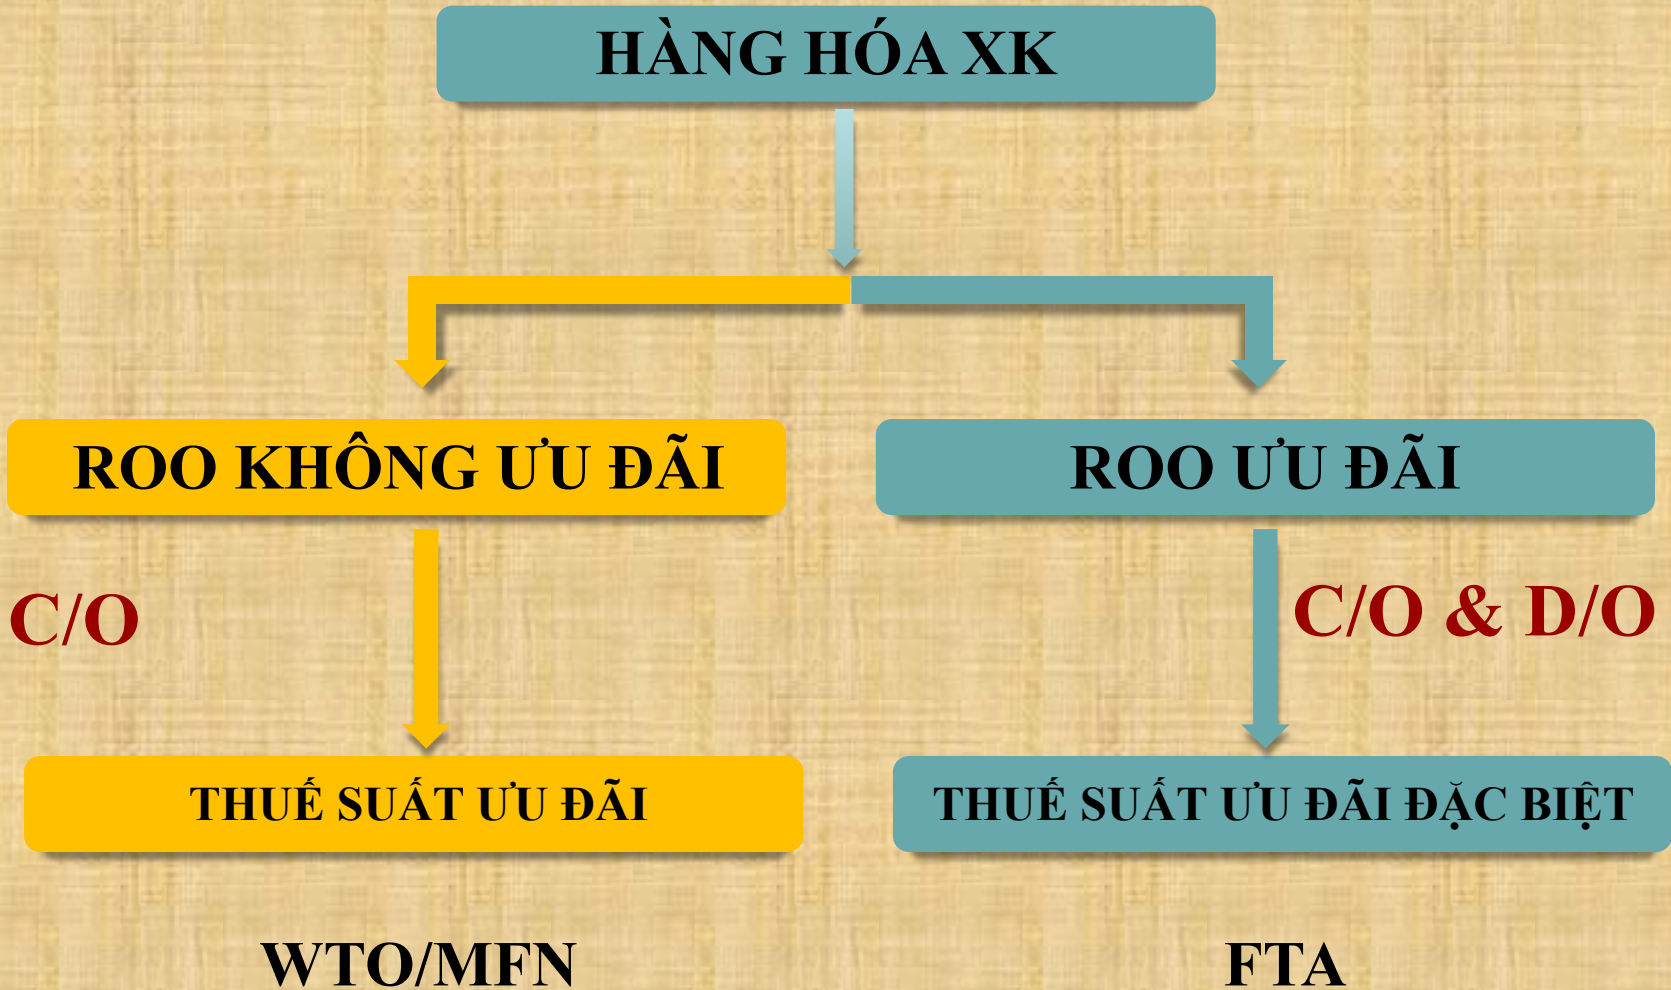 HÀNG HÓA XK
ROO KHÔNG ƯU ĐÃI
ROO ƯU ĐÃI
C/O
C/O & D/O
THUẾ SUẤT ƯU ĐÃI
THUẾ SUẤT ƯU ĐÃI ĐẶC BIỆT
WTO/MFN
FTA